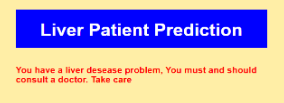 Liver Patient Prediction
You have a liver desease problem, You must and should
consult a doctor. Take care